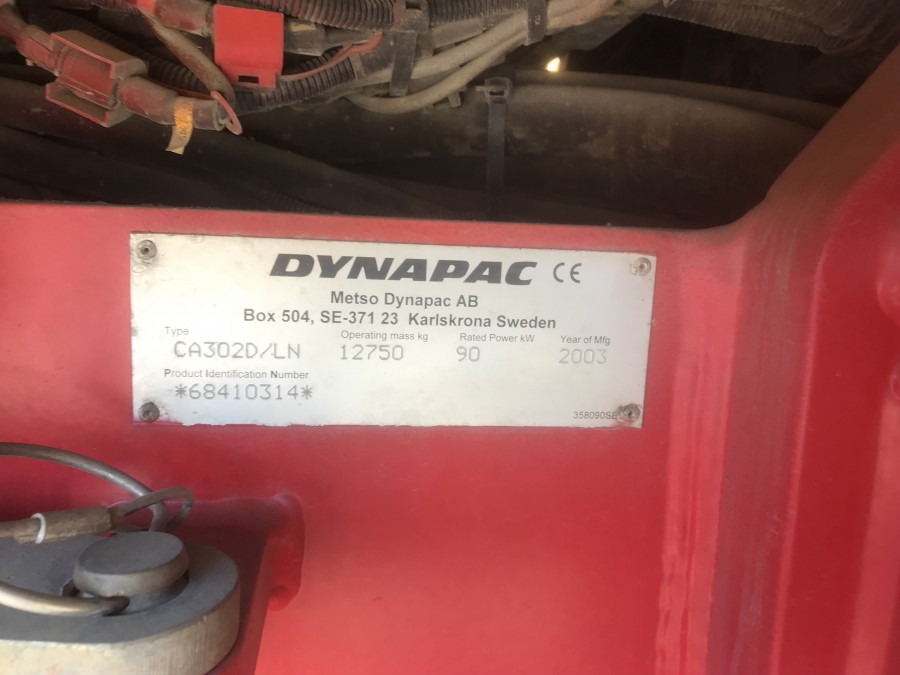 DYNAPAC CE
Metso Dynapac AB
Box 504, SE-371 23 Karlskrona Sweden
Type Operating mass kg Rated Power kW Year of Mfg
CA302D/LN 12750 90 2003
Product Identification Number
*68410314*
358090SE